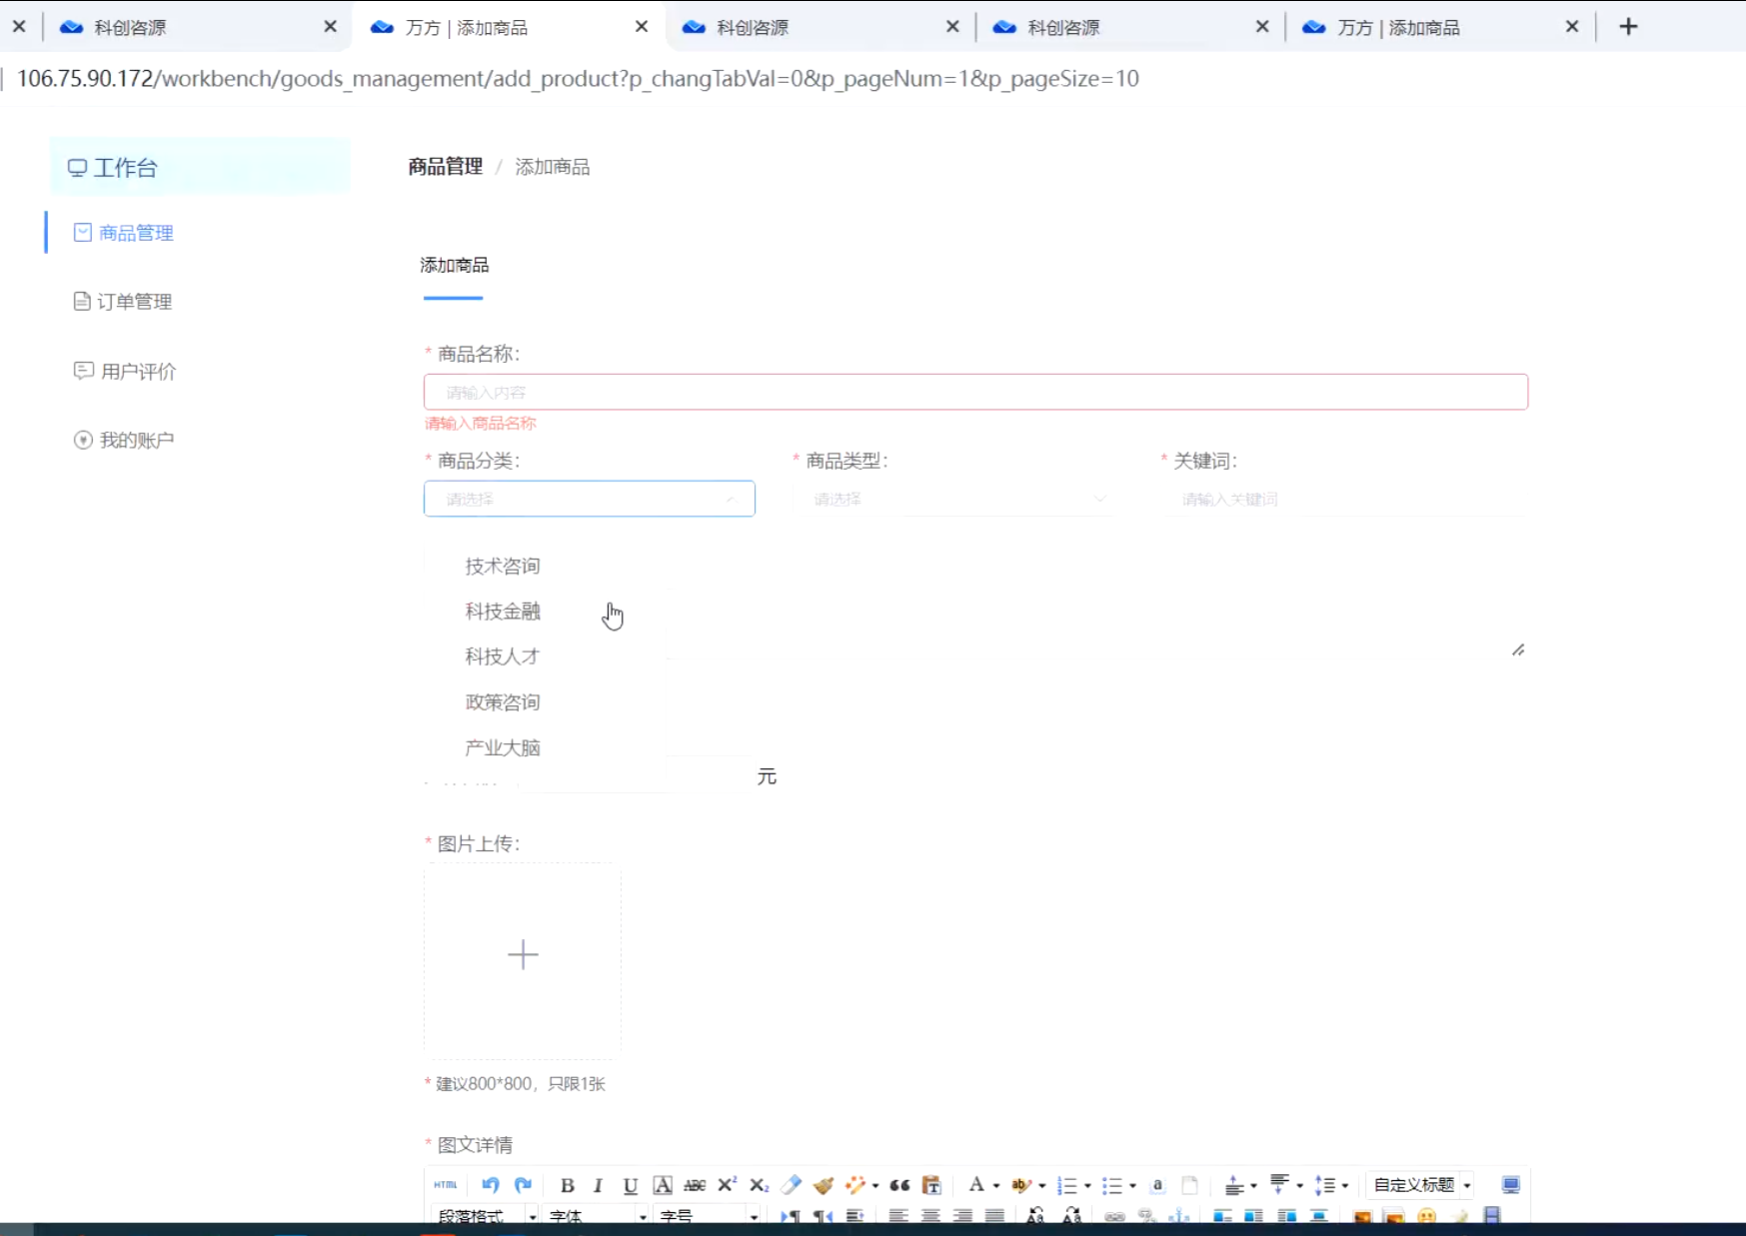 科创咨源
万方 | 添加商品
科创咨源
科创咨源
万方 | 添加商品
106.75.90.172/workbench/goods_management/add_product?p_changTabVal=0&p_pageNum=1&p_pageSize=10
工作台
商品管理 / 添加商品
商品管理
订单管理
用户评价
我的账户
添加商品
* 商品名称：
请输入内容
请输入商品名称
* 商品分类： * 商品类型： * 关键词：
请选择 请选择 请输入关键词
技术咨询
科技金融
科技人才
政策咨询
产业大脑
元
* 图片上传：
* 建议800*800，只限1张
* 图文详情
HTML B I U A ABC X² X₂ A ab a 自定义标题
段落格式 字体 字号